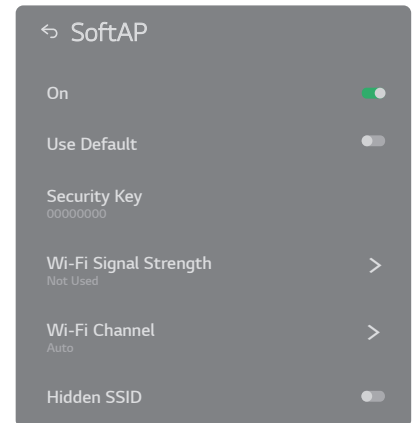 SoftAP
On
Use Default
Security Key
00000000
Wi-Fi Signal Strength
Not Used
Wi-Fi Channel
Auto
Hidden SSID